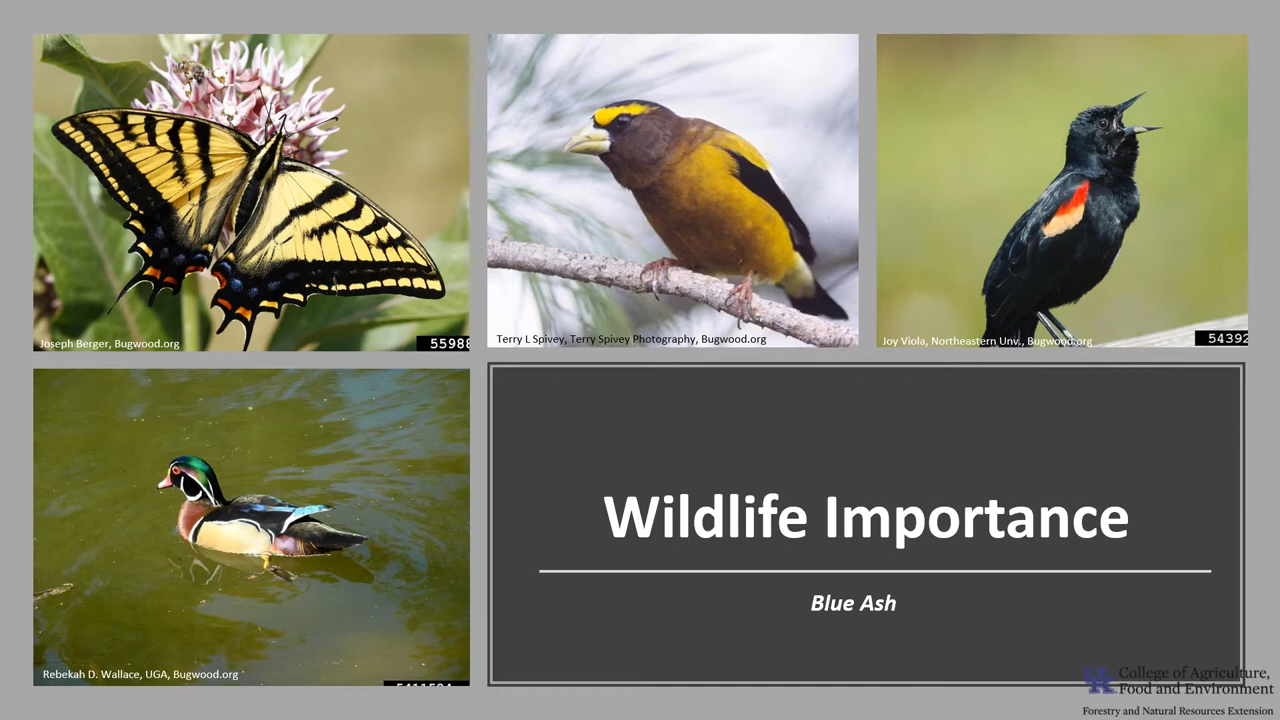 Joseph Berger, Bugwood.org
55988
Terry L Spivey, Terry Spivey Photography, Bugwood.org
Joy Viola, Northeastern Unv., Bugwood.org
54392
Rebekah D. Wallace, UGA, Bugwood.org
Wildlife Importance
Blue Ash
UK
College of Agriculture,
Food and Environment
Forestry and Natural Resources Extension